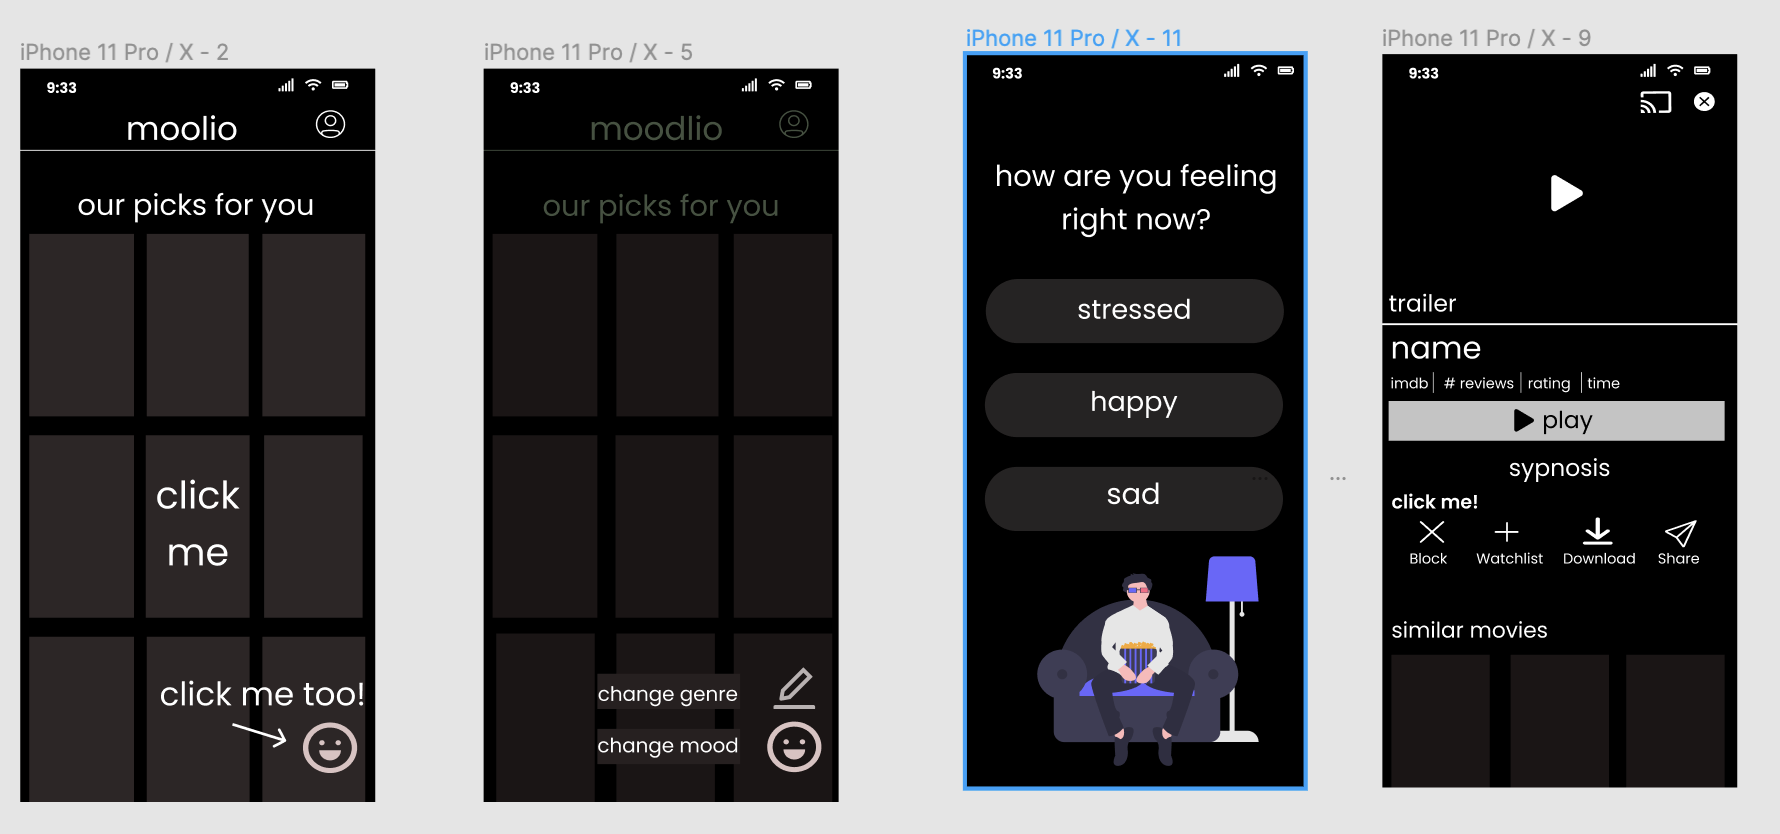 iPhone 11 Pro / X - 2
9:33
moolio
our picks for you
click
me
click me too!
iPhone 11 Pro / X - 5
9:33
moodlio
our picks for you
change genre
change mood
iPhone 11 Pro / X - 11
9:33
how are you feeling
right now?
stressed
happy
sad
...
...
iPhone 11 Pro / X - 9
9:33
trailer
name
imdb | # reviews | rating | time
play
sypnosis
click me!
Block Watchlist Download Share
similar movies